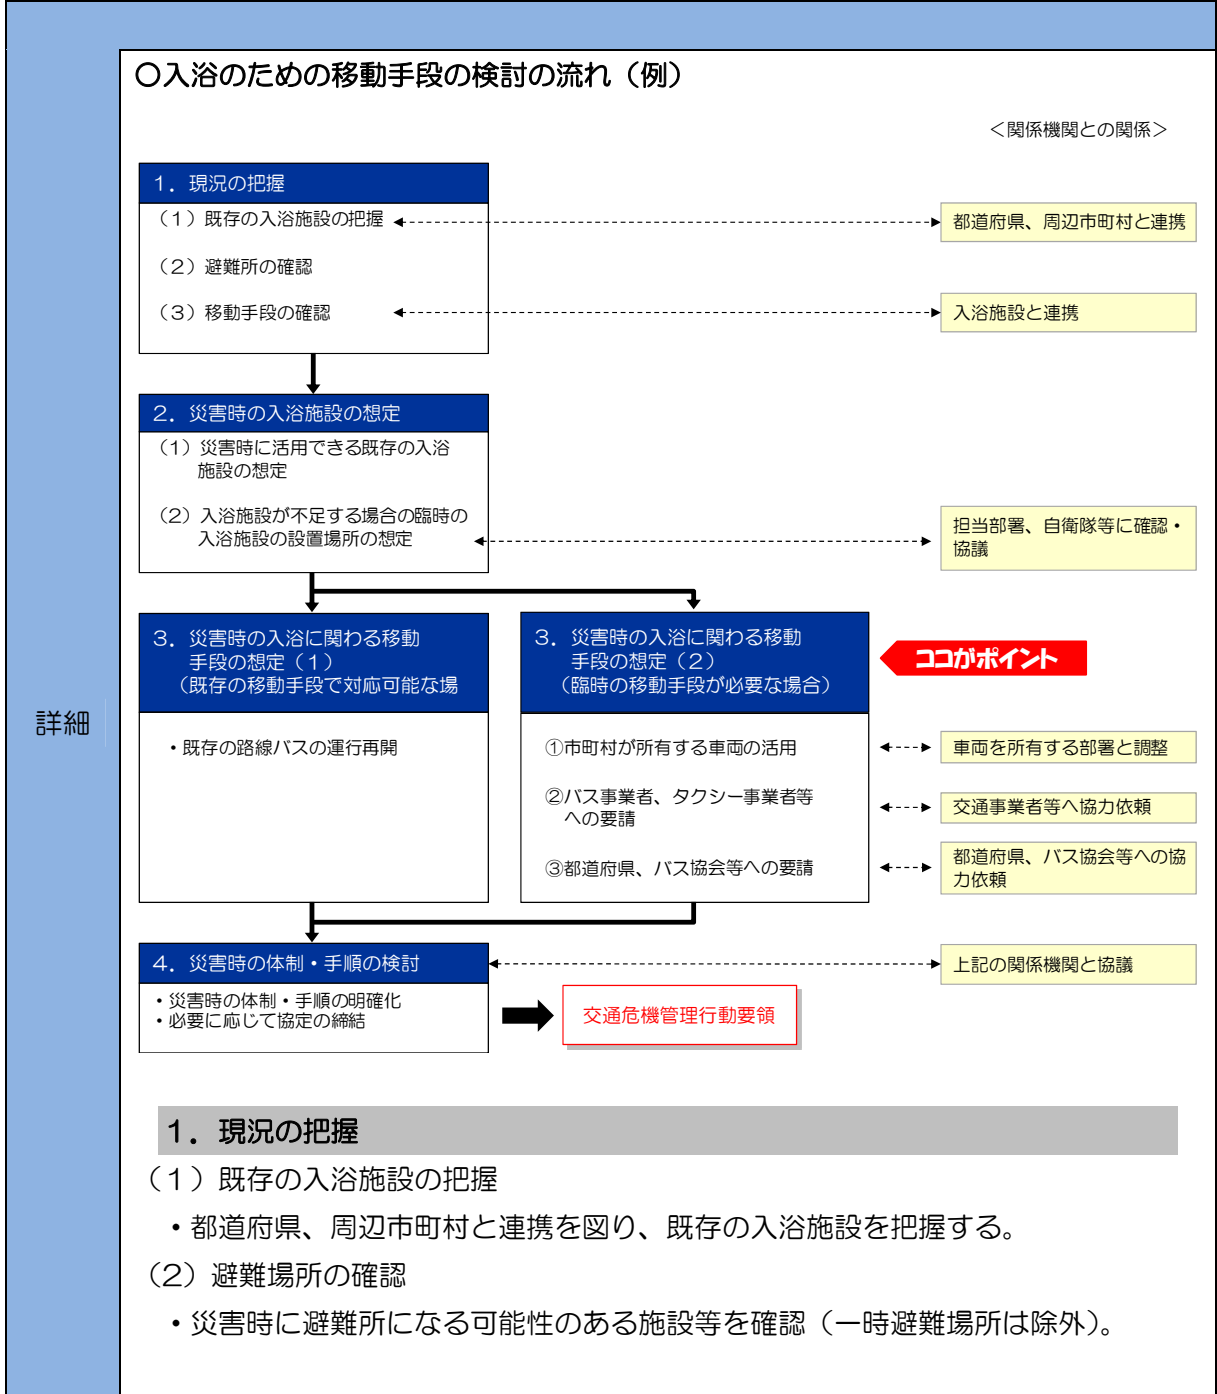 〇入浴のための移動手段の検討の流れ（例）
＜関係機関との関係＞
１．現況の把握
（１）既存の入浴施設の把握
都道府県、周辺市町村と連携
（２）避難所の確認
（３）移動手段の確認
入浴施設と連携
２．災害時の入浴施設の想定
（１）災害時に活用できる既存の入浴
施設の想定
（２）入浴施設が不足する場合の臨時の
入浴施設の設置場所の想定
担当部署、自衛隊等に確認・
協議
３．災害時の入浴に関わる移動
手段の想定（１）
（既存の移動手段で対応可能な場
・既存の路線バスの運行再開
３．災害時の入浴に関わる移動
手段の想定（２）
（臨時の移動手段が必要な場合）
ココがポイント
①市町村が所有する車両の活用
車両を所有する部署と調整
②バス事業者、タクシー事業者等
への要請
交通事業者等へ協力依頼
③都道府県、バス協会等への要請
都道府県、バス協会等への協
力依頼
詳細
４．災害時の体制・手順の検討
上記の関係機関と協議
・災害時の体制・手順の明確化
・必要に応じて協定の締結
交通危機管理行動要領
１．現況の把握
（１）既存の入浴施設の把握
・都道府県、周辺市町村と連携を図り、既存の入浴施設を把握する。
（２）避難場所の確認
・災害時に避難所になる可能性のある施設等を確認（一時避難場所は除外）。